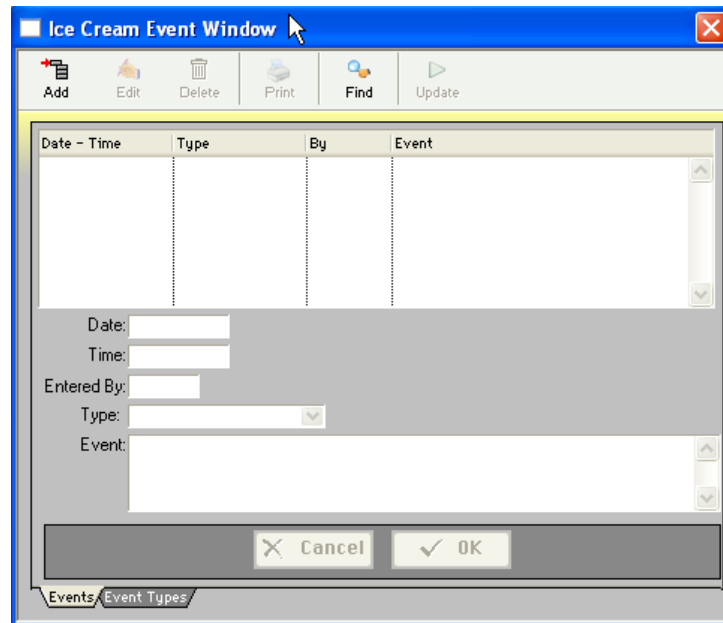 Ice Cream Event Window
Add Edit Delete Print Find Update
Date - Time Type By Event
Date:
Time:
Entered By:
Type:
Event:
Cancel OK
Events Event Types